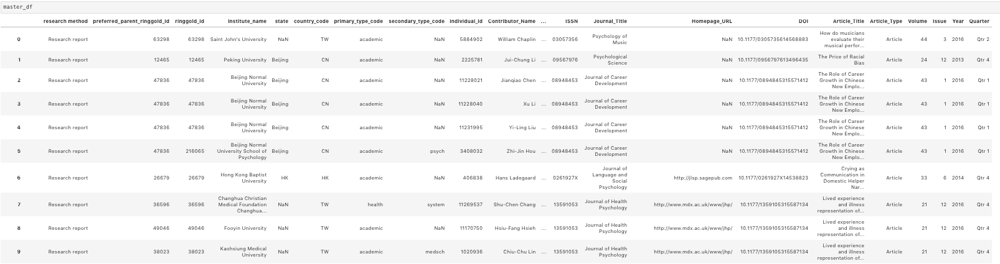 master_df
research method preferred_parent_ringgold_id ringgold_id institute_name state country_code primary_type_code secondary_type_code individual_id Contributor_Name ... ISSN Journal_Title Homepage_URL DOI Article_Title Article_Type Volume Issue Year Quarter
0 Research report 63298 63298 Saint John's University NaN TW academic NaN 5884902 William Chaplin ... 03057356 Psychology of Music NaN 10.1177/0305735614568883 How do musicians evaluate their musical perfor... Article 44 3 2016 Qtr 2
1 Research report 12465 12465 Peking University Beijing CN academic NaN 2225781 Jui-Chung Li ... 09567976 Psychological Science NaN 10.1177/0956797613496435 The Price of Racial Bias Article 24 12 2013 Qtr 4
2 Research report 47836 47836 Beijing Normal University Beijing CN academic NaN 11228021 Jianqiao Chen ... 08948453 Journal of Career Development NaN 10.1177/0894845315571412 The Role of Career Growth in Chinese New Emplo... Article 43 1 2016 Qtr 1
3 Research report 47836 47836 Beijing Normal University Beijing CN academic NaN 11228040 Xu Li ... 08948453 Journal of Career Development NaN 10.1177/0894845315571412 The Role of Career Growth in Chinese New Emplo... Article 43 1 2016 Qtr 1
4 Research report 47836 47836 Beijing Normal University Beijing CN academic NaN 11231995 Yi-Ling Liu ... 08948453 Journal of Career Development NaN 10.1177/0894845315571412 The Role of Career Growth in Chinese New Emplo... Article 43 1 2016 Qtr 1
5 Research report 47836 216065 Beijing Normal University School of Psychology Beijing CN academic psych 3408032 Zhi-Jin Hou ... 08948453 Journal of Career Development NaN 10.1177/0894845315571412 The Role of Career Growth in Chinese New Emplo... Article 43 1 2016 Qtr 1
6 Research report 26679 26679 Hong Kong Baptist University HK HK academic NaN 406838 Hans Ladegaard ... 0261927X Journal of Language and Social Psychology http://jlsp.sagepub.com 10.1177/0261927X14538823 Crying as Communication in Domestic Helper Nar... Article 33 6 2014 Qtr 4
7 Research report 36596 36596 Changhua Christian Medical Foundation Changhua... NaN TW health system 11269537 Shu-Chen Chang ... 13591053 Journal of Health Psychology http://www.mdx.ac.uk/www/jhp/ 10.1177/1359105315587134 Lived experience and illness representation of... Article 21 12 2016 Qtr 4
8 Research report 49046 49046 Fooyin University NaN TW academic NaN 11170750 Hsiu-Fang Hsieh ... 13591053 Journal of Health Psychology http://www.mdx.ac.uk/www/jhp/ 10.1177/1359105315587134 Lived experience and illness representation of... Article 21 12 2016 Qtr 4
9 Research report 38023 38023 Kaohsiung Medical University NaN TW academic medsch 1020936 Chiu-Chu Lin ... 13591053 Journal of Health Psychology http://www.mdx.ac.uk/www/jhp/ 10.1177/1359105315587134 Lived experience and illness representation of... Article 21 12 2016 Qtr 4